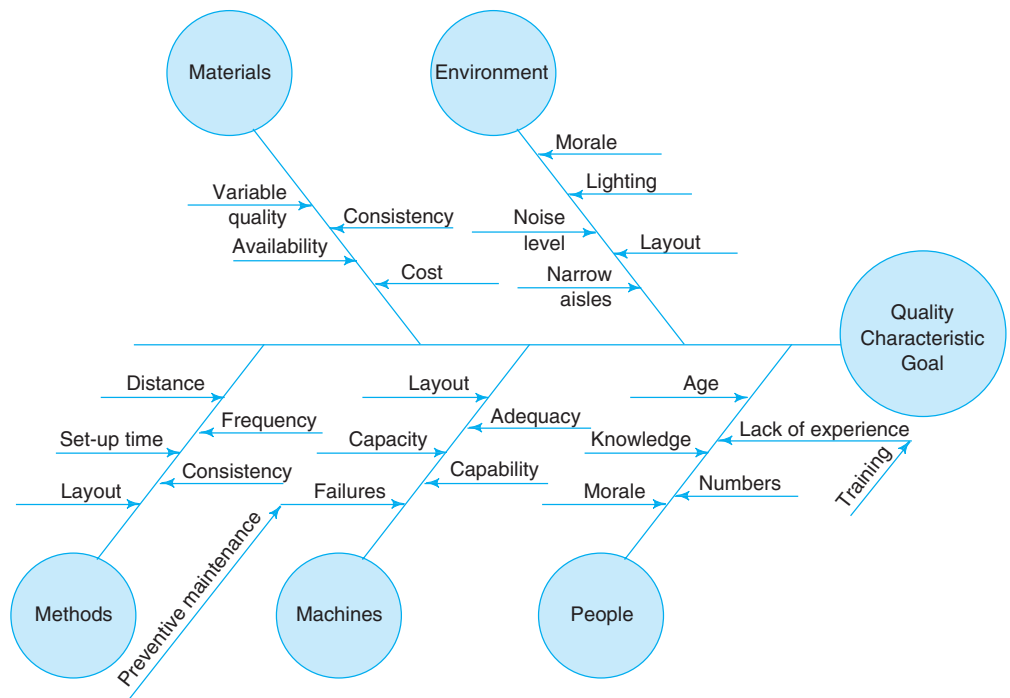 Materials
Environment
Morale
Lighting
Variable
quality
Consistency
Noise
level
Availability
Layout
Cost
Narrow
aisles
Quality
Characteristic
Goal
Distance
Layout
Age
Frequency
Adequacy
Lack of experience
Set-up time
Capacity
Knowledge
Training
Consistency
Capability
Numbers
Layout
Failures
Morale
Preventive maintenance
Methods
Machines
People